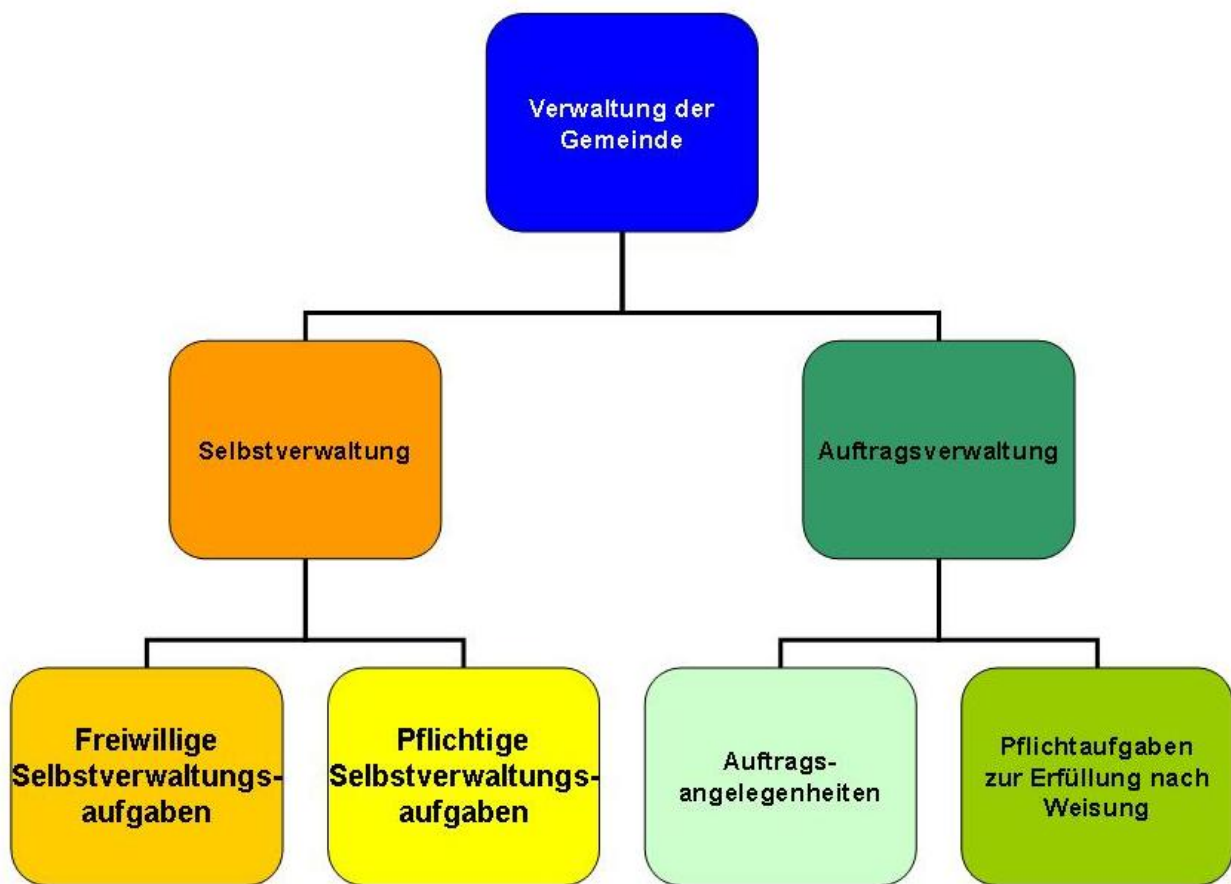 Verwaltung der
Gemeinde
Selbstverwaltung
Auftragsverwaltung
Freiwillige
Selbstverwaltungs-
aufgaben
Pflichtige
Selbstverwaltungs-
aufgaben
Auftrags-
angelegenheiten
Pflichtaufgaben
zur Erfüllung nach
Weisung